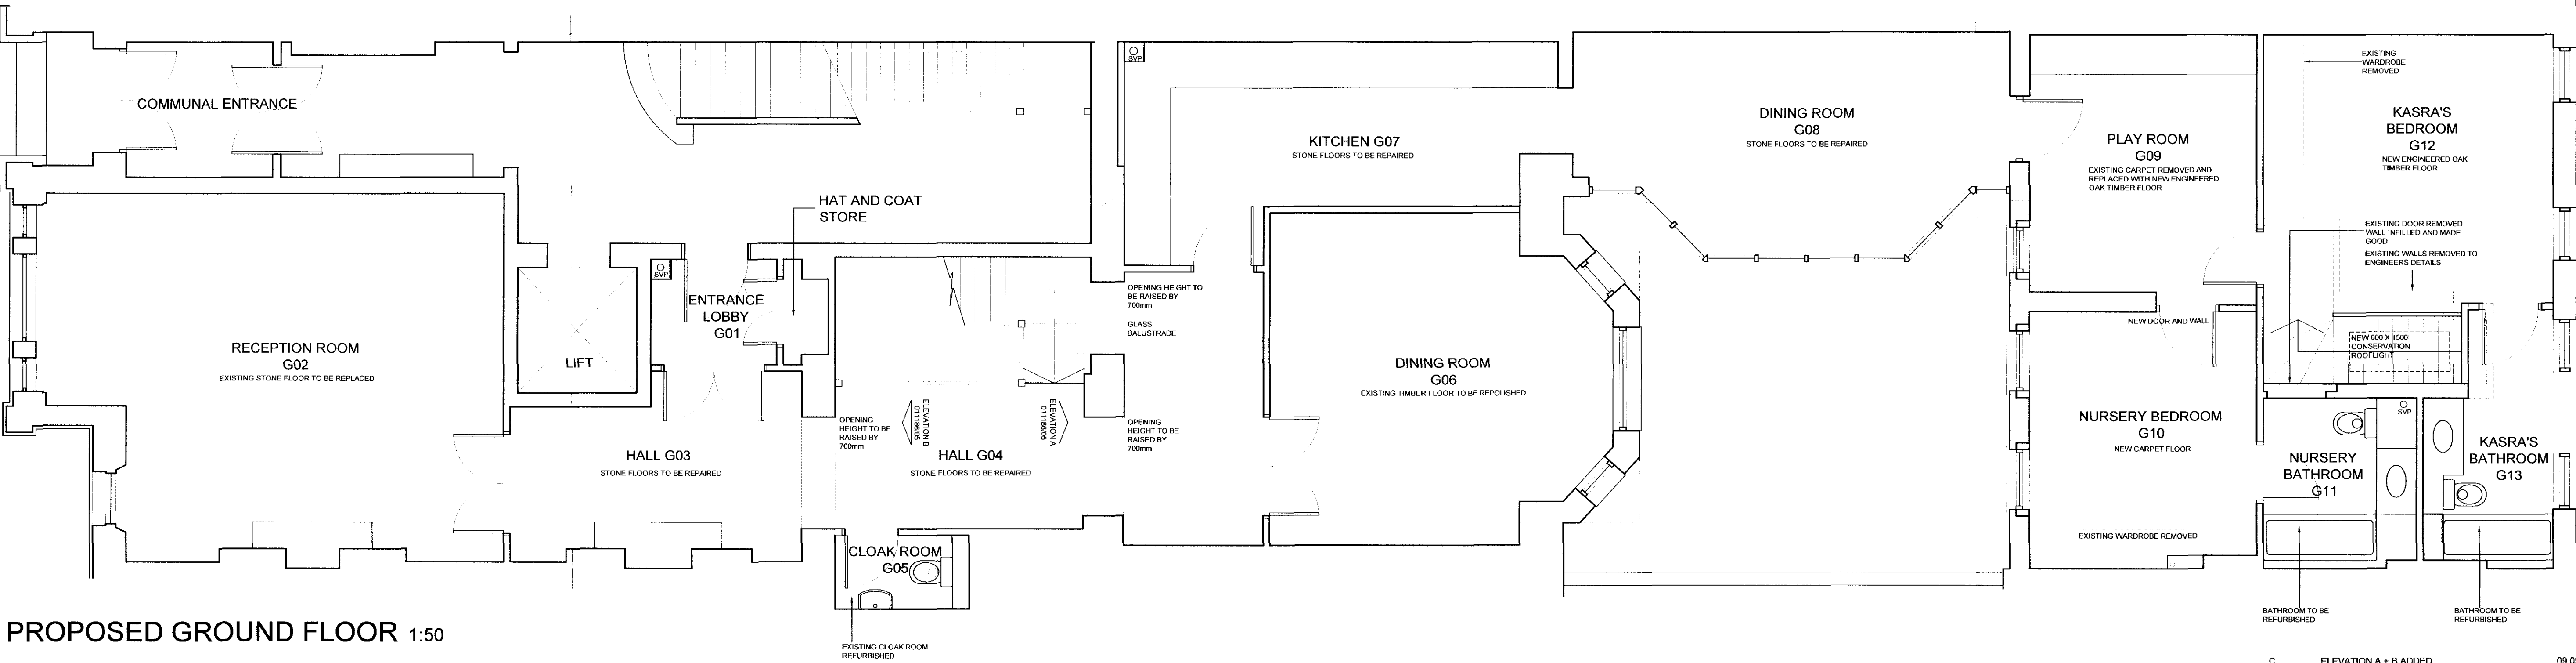 COMMUNAL ENTRANCE
HAT AND COAT
STORE
SVP
ENTRANCE
LOBBY
G01
LIFT
RECEPTION ROOM
G02
EXISTING STONE FLOOR TO BE REPLACED
HALL G03
STONE FLOORS TO BE REPAIRED
OPENING
HEIGHT TO BE
RAISED BY
700mm
ELEVATION B
011186/05
ELEVATION A
011186/05
HALL G04
STONE FLOORS TO BE REPAIRED
CLOAK ROOM
G05
EXISTING CLOAK ROOM
REFURBISHED
SVP
KITCHEN G07
STONE FLOORS TO BE REPAIRED
OPENING HEIGHT TO
BE RAISED BY
700mm
GLASS
BALUSTRADE
OPENING
HEIGHT TO BE
RAISED BY
700mm
DINING ROOM
G06
EXISTING TIMBER FLOOR TO BE REPOLISHED
DINING ROOM
G08
STONE FLOORS TO BE REPAIRED
PLAY ROOM
G09
EXISTING CARPET REMOVED AND
REPLACED WITH NEW ENGINEERED
OAK TIMBER FLOOR
NEW DOOR AND WALL
NURSERY BEDROOM
G10
NEW CARPET FLOOR
EXISTING WARDROBE REMOVED
EXISTING
WARDROBE
REMOVED
KASRA'S
BEDROOM
G12
NEW ENGINEERED OAK
TIMBER FLOOR
EXISTING DOOR REMOVED
WALL INFILLED AND MADE
GOOD
EXISTING WALLS REMOVED TO
ENGINEERS DETAILS
NEW 600 X 1500
CONSERVATION
ROOFLIGHT
SVP
NURSERY
BATHROOM
G11
KASRA'S
BATHROOM
G13
BATHROOM TO BE
REFURBISHED
BATHROOM TO BE
REFURBISHED
PROPOSED GROUND FLOOR 1:50
C ELEVATION A + B ADDED